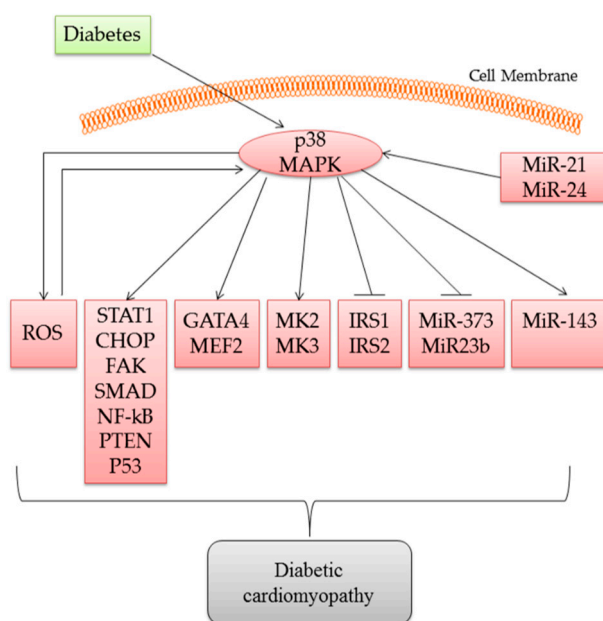 Diabetes
Cell Membrane
p38
MAPK
MiR-21
MiR-24
ROS
STAT1
CHOP
FAK
SMAD
NF-kB
PTEN
P53
GATA4
MEF2
MK2
MK3
IRS1
IRS2
MiR-373
MiR23b
MiR-143
Diabetic
cardiomyopathy